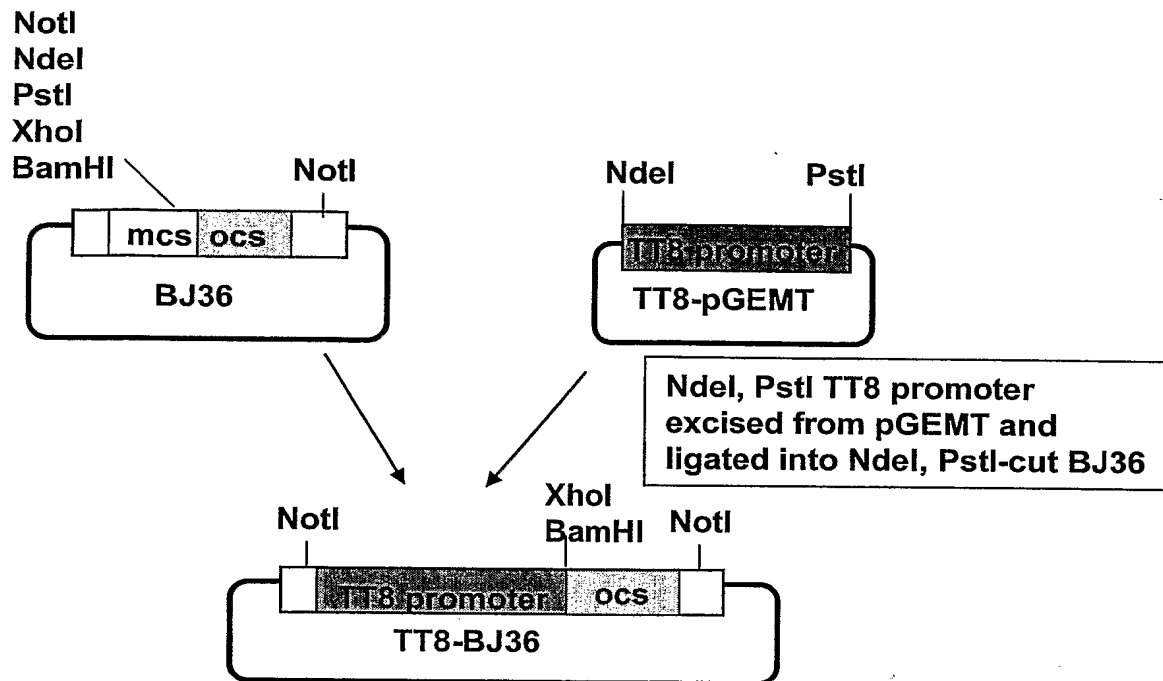 NotI
NdeI
PstI
XhoI
BamHI
NotI
mcs
ocs
BJ36
NdeI
PstI
TT8-promoter
TT8-pGEMT
NdeI, PstI TT8 promoter
excised from pGEMT and
ligated into NdeI, PstI-cut BJ36
NotI
XhoI
BamHI
NotI
TT8 promoter
ocs
TT8-BJ36